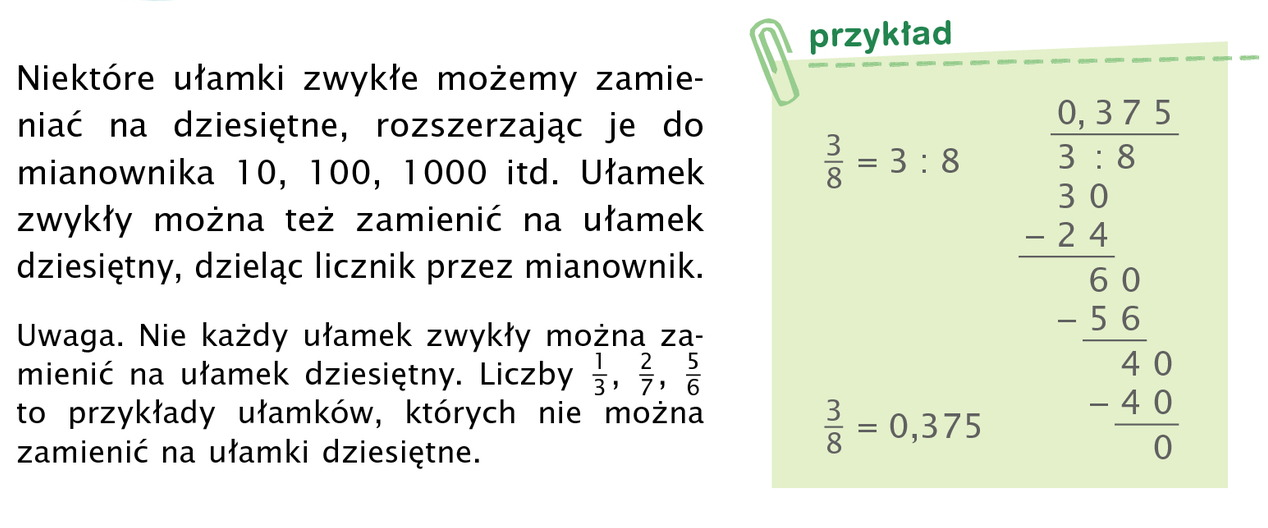 Niektóre ułamki zwykłe możemy zamie-
niać na dziesiętne, rozszerzając je do
mianownika 10, 100, 1000 itd. Ułamek
zwykły można też zamienić na ułamek
dziesiętny, dzieląc licznik przez mianownik.
Uwaga. Nie każdy ułamek zwykły można za-
mienić na ułamek dziesiętny. Liczby 1/3, 2/7, 5/6
to przykłady ułamków, których nie można
zamienić na ułamki dziesiętne.
przykład
3/8 = 3 : 8
0,375
3 : 8
30
– 24
60
– 56
40
– 40
0
3/8 = 0,375